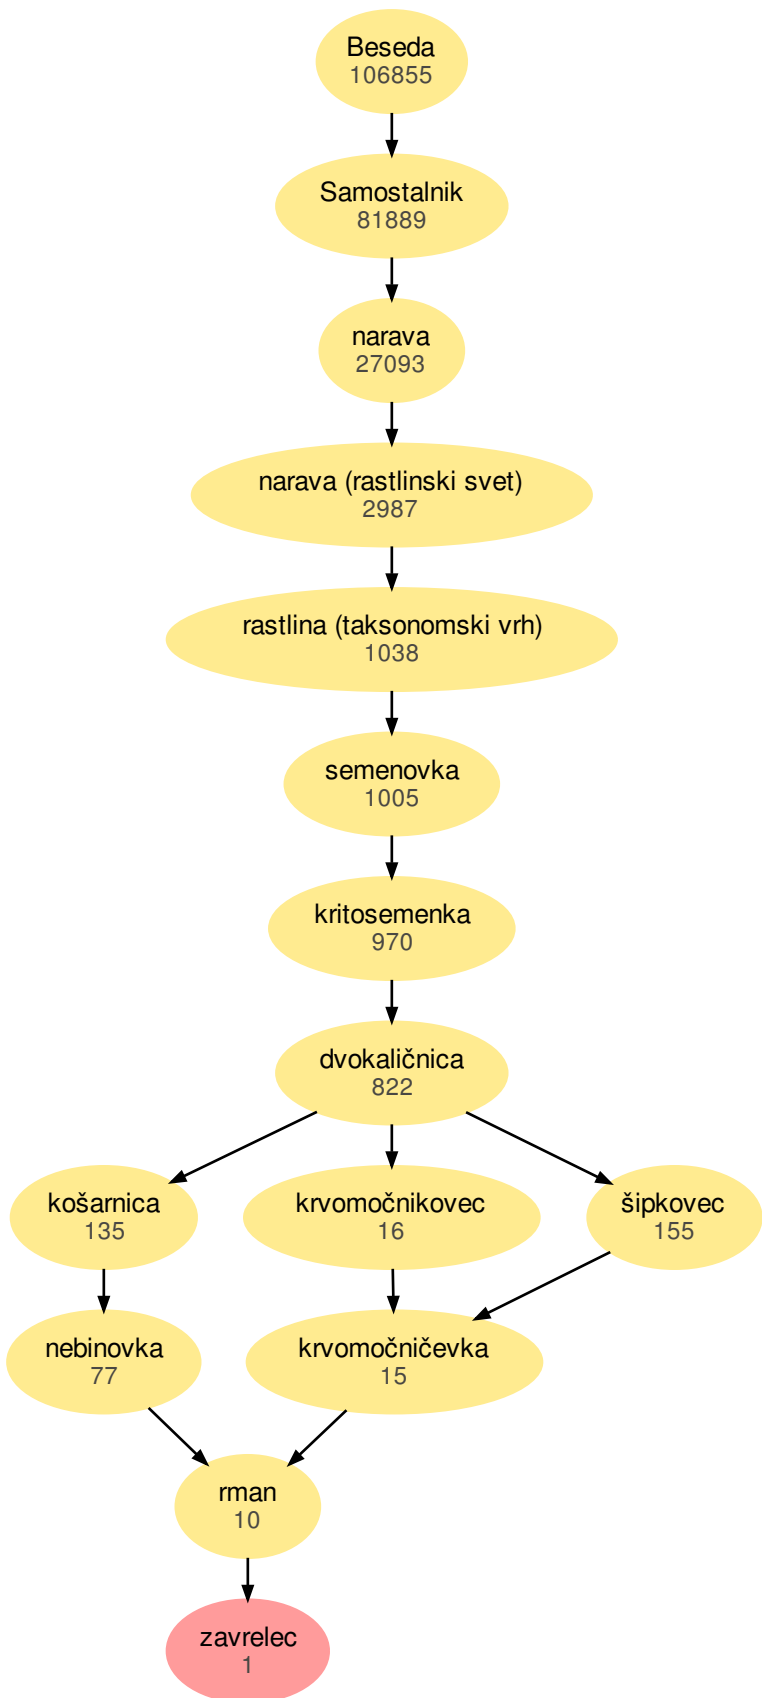 Beseda
106855
Samostalnik
81889
narava
27093
narava (rastlinski svet)
2987
rastlina (taksonomski vrh)
1038
semenovka
1005
kritosemenka
970
dvokaličnica
822
košarnica
135
krvomočnikovec
16
šipkovec
155
nebinovka
77
krvomočničevka
15
rman
10
zavrelec
1